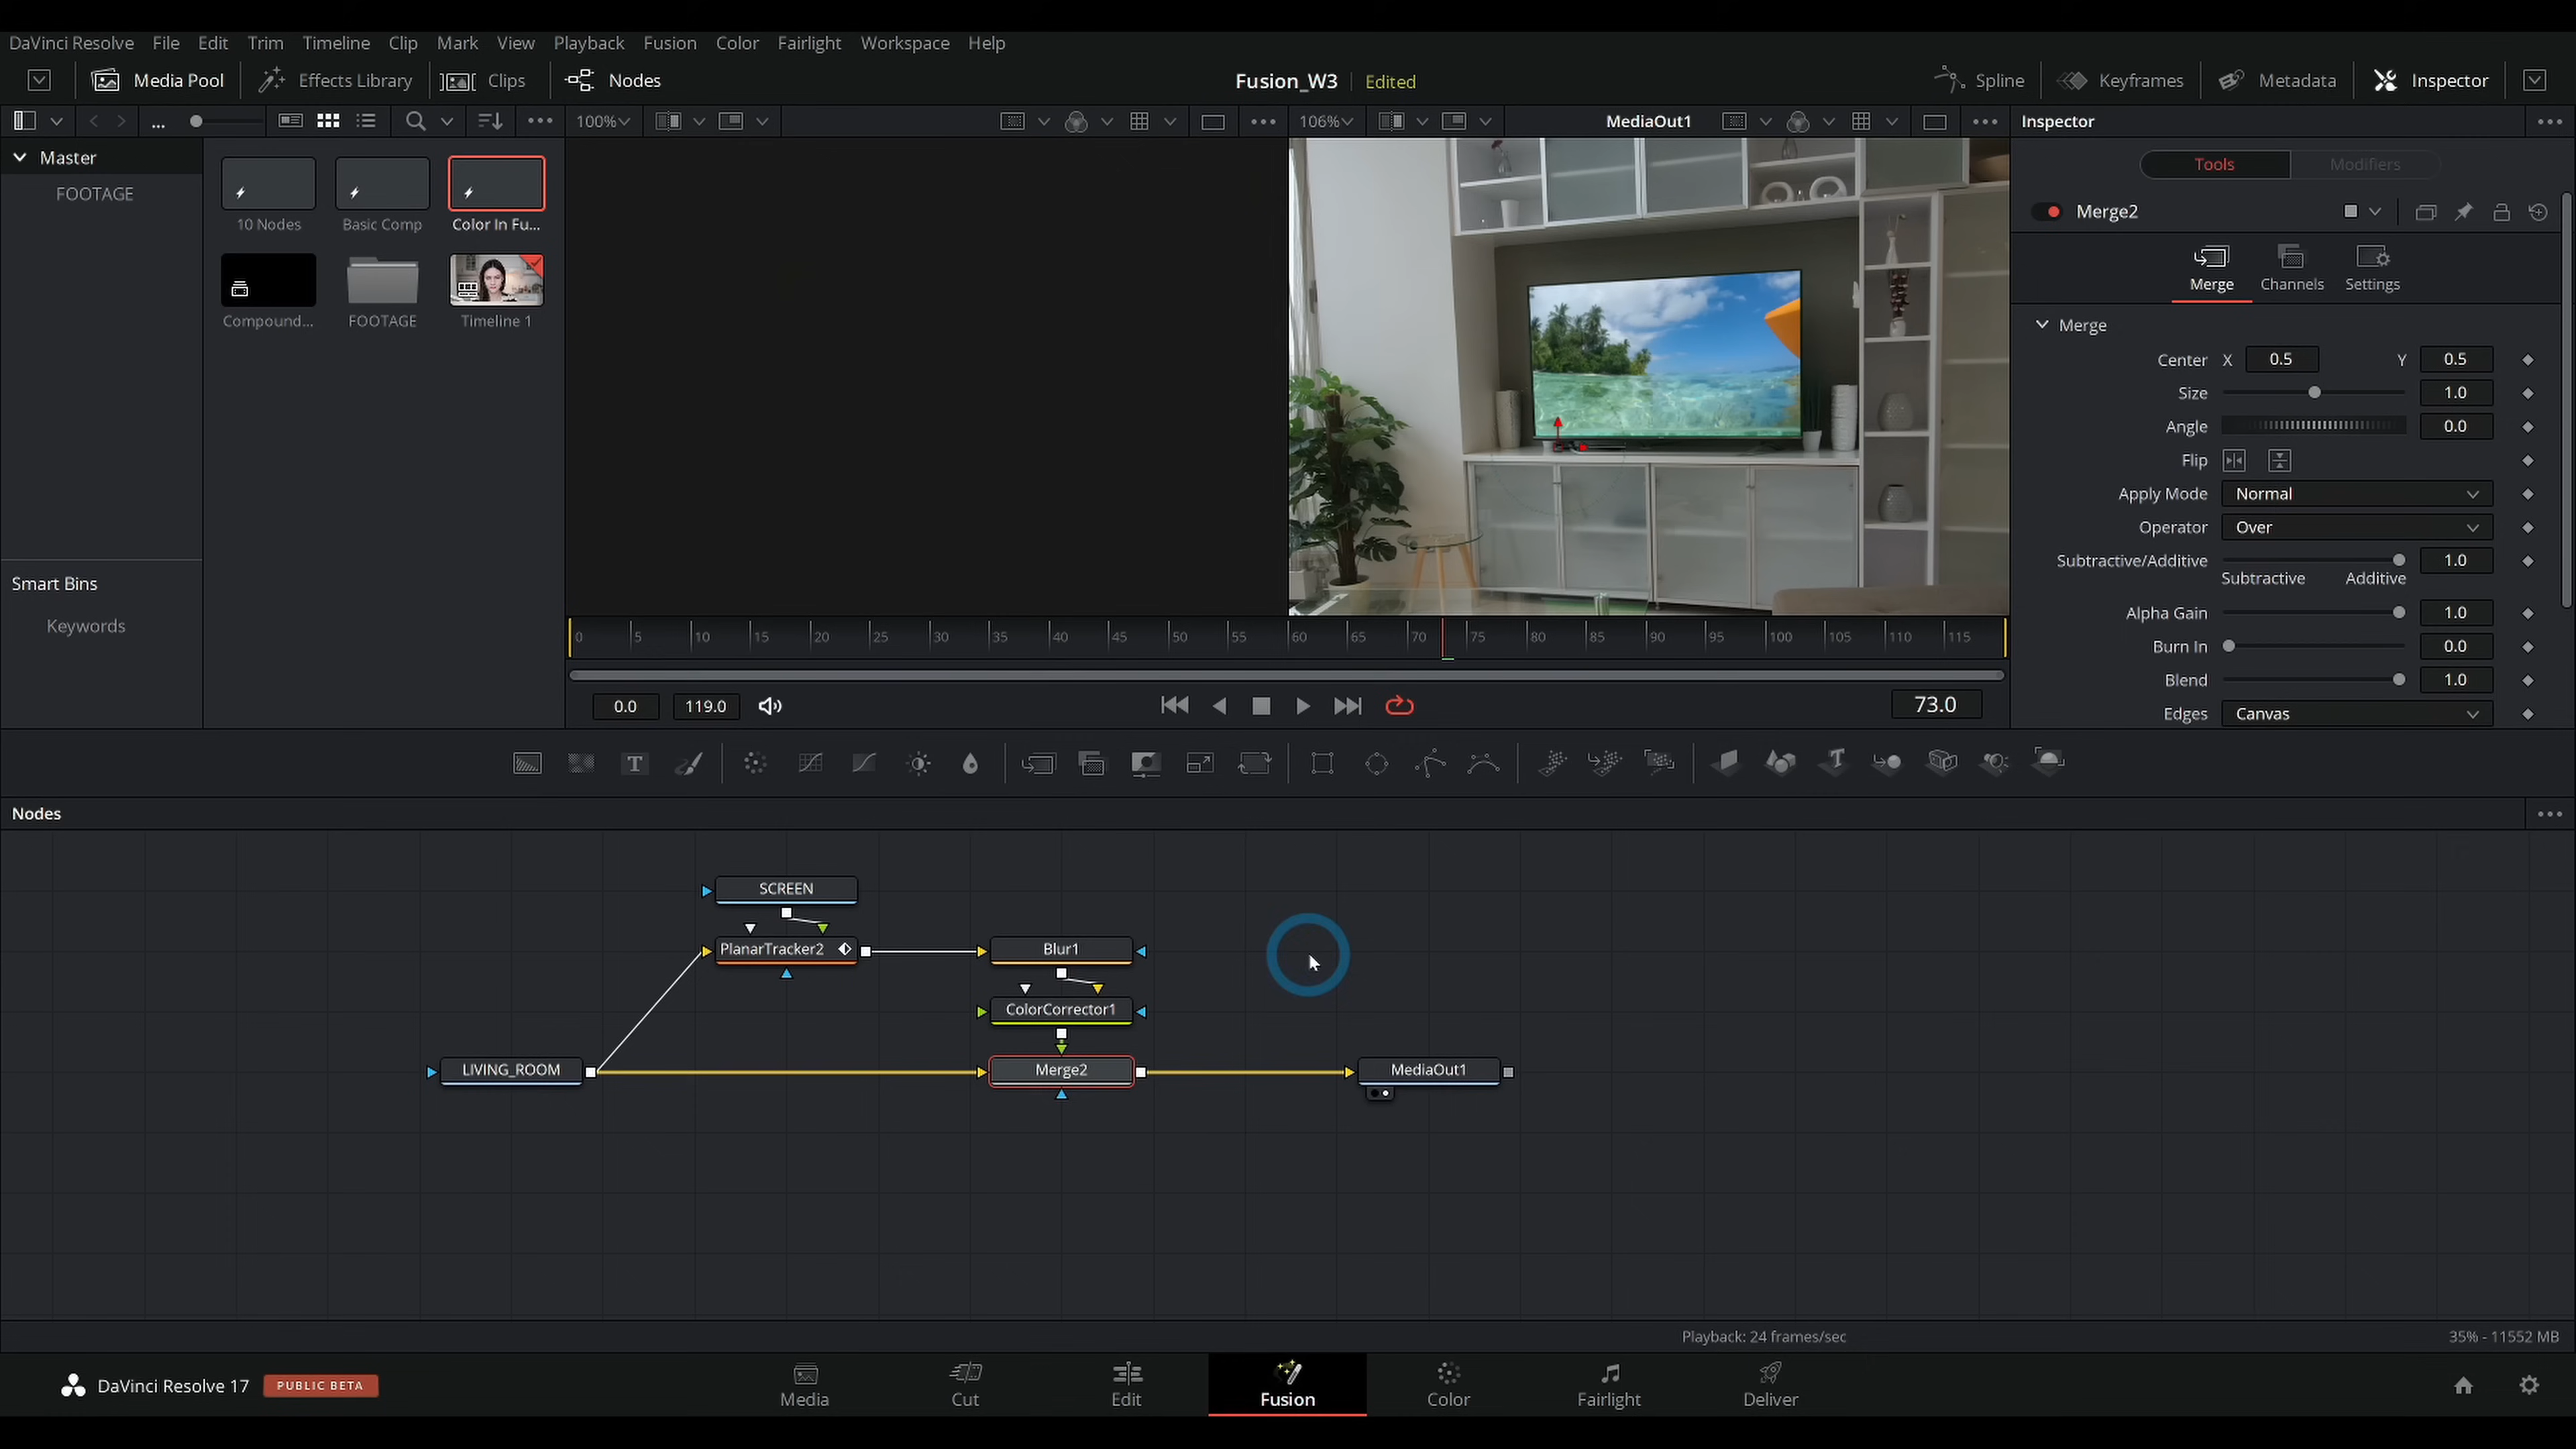 DaVinci Resolve File Edit Trim Timeline Clip Mark View Playback Fusion Color Fairlight Workspace Help
Media Pool Effects Library Clips Nodes Fusion_W3 Edited Spline Keyframes Metadata Inspector
... 100% 106% MediaOut1 Inspector
Master
FOOTAGE
10 Nodes Basic Comp Color In Fu...
Compound... FOOTAGE Timeline 1
Smart Bins
Keywords
Tools Modifiers
Merge2
Merge Channels Settings
Merge
Center X 0.5 Y 0.5
Size 1.0
Angle 0.0
Flip
Apply Mode Normal
Operator Over
Subtractive/Additive 1.0
Subtractive Additive
Alpha Gain 1.0
Burn In 0.0
Blend 1.0
Edges Canvas
0 5 10 15 20 25 30 35 40 45 50 55 60 65 70 75 80 85 90 95 100 105 110 115
0.0 119.0 73.0
T T
Nodes
SCREEN
PlanarTracker2 Blur1
ColorCorrector1
LIVING_ROOM Merge2 MediaOut1
Playback: 24 frames/sec 35% - 11552 MB
DaVinci Resolve 17 PUBLIC BETA Media Cut Edit Fusion Color Fairlight Deliver